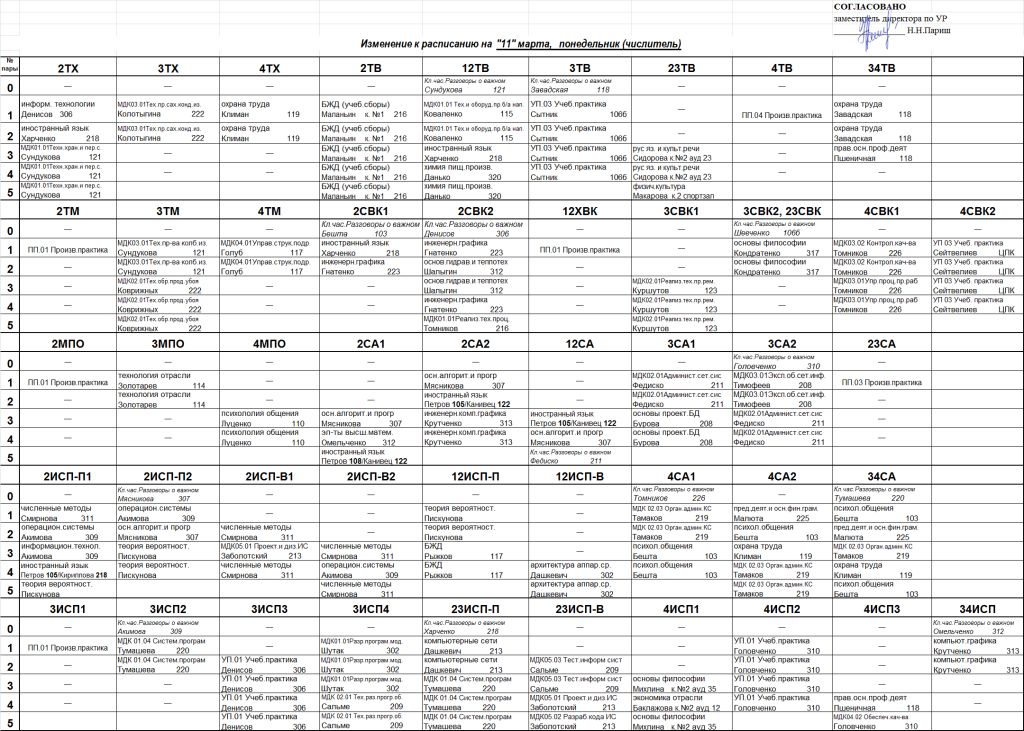 СОГЛАСОВАНО
заместитель директора по УР
Н.Н.Париш
Изменение к расписанию на "11" марта, понедельник (числитель)
№ пары 2ТХ 3ТХ 4ТХ 2ТВ 12ТВ 3ТВ 23ТВ 4ТВ 34ТВ
0 — — — — Кл.час.Разговоры о важном Кл.час.Разговоры о важном — — —
Сундукова 121 Завадская 118
1 информ. технологии МДК03.01Тех.пр.сах.конд.из. охрана труда БЖД (учеб.сборы) МДК01.01 Тех.и оборуд.пр.б/а нап. УП.03 Учеб.практика — ПП.04 Произв.практика охрана труда
Денисов 306 Колотыгина 222 Климан 119 Маланьин к.№1 216 Коваленко 115 Сытник 106б Завадская 118
2 иностранный язык МДК03.01Тех.пр.сах.конд.из. охрана труда БЖД (учеб.сборы) МДК01.01 Тех.и оборуд.пр.б/а нап. УП.03 Учеб.практика — — охрана труда
Харченко 218 Колотыгина 222 Климан 119 Маланьин к.№1 216 Коваленко 115 Сытник 106б Завадская 118
3 МДК01.01Техн.хран.и пер.с. — — БЖД (учеб.сборы) иностранный язык УП.03 Учеб.практика рус.яз. и культ речи — прав.осн.проф.деят
Сундукова 121 Маланьин к.№1 216 Харченко 218 Сытник 106б Сидорова к.№2 ауд 23 Пшеничная 118
4 МДК01.01Техн.хран.и пер.с. — — БЖД (учеб.сборы) химия пищ.произв. УП.03 Учеб.практика рус.яз. и культ речи — —
Сундукова 121 Маланьин к.№1 216 Данько 320 Сытник 106б Сидорова к.№2 ауд 23
5 МДК01.01Техн.хран.и пер.с. БЖД (учеб.сборы) химия пищ.произв. физич.культура
Сундукова 121 Маланьин к.№1 216 Данько 320 Макарова к.2 спортзал
2ТМ 3ТМ 4ТМ 2СВК1 2СВК2 12ХВК 3СВК1 3СВК2, 23СВК 4СВК1 4СВК2
0 — — — Кл.час.Разговоры о важном Кл.час.Разговоры о важном — — Кл.час.Разговоры о важном — —
Бешта 103 Денисов 306 Шевченко 106б
1 ПП.01 Произв.практика МДК03.01Тех.пр-ва колб.из. МДК04.01Управ.струк.подр. иностранный язык инженерн.графика ПП.01 Произв.практика — основы философии МДК03.02 Контрол.кач-ва УП 03 Учеб. практика
Сундукова 121 Голуб 117 Харченко 218 Гнатенко 223 Кондратенко 317 Томников 226 Сейтвелиев ЦПК
2 — МДК03.01Тех.пр-ва колб.из. МДК04.01Управ.струк.подр. инженерн.графика основ.гидрав.и теплотех — — основы философии МДК03.02 Контрол.кач-ва УП 03 Учеб. практика
Сундукова 121 Голуб 117 Гнатенко 223 Шалыгин 312 Кондратенко 317 Томников 226 Сейтвелиев ЦПК
3 — МДК02.01Тех.обр.прод.убоя — — основ.гидрав.и теплотех — МДК02.01Реализ.тех.пр.рем. — МДК03.01Упр.проц.пр.раб УП 03 Учеб. практика
Коврижных 222 Шалыгин 312 Куршутов 123 Томников 226 Сейтвелиев ЦПК
4 — МДК02.01Тех.обр.прод.убоя — — инженерн.графика — МДК02.01Реализ.тех.пр.рем. — МДК03.01Упр.проц.пр.раб УП 03 Учеб. практика
Коврижных 222 Гнатенко 223 Куршутов 123 Томников 226 Сейтвелиев ЦПК
5 МДК02.01Тех.обр.прод.убоя МДК01.01Реализ.тех.проц. МДК02.01Реализ.тех.пр.рем.
Коврижных 222 Томников 216 Куршутов 123
2МПО 3МПО 4МПО 2СА1 2СА2 12СА 3СА1 3СА2 23СА
0 — — — — — — — Кл.час.Разговоры о важном —
Головченко 310
1 ПП.01 Произв.практика технология отрасли — — осн.алгорит.и прогр — МДК02.01Админист.сет.сис МДК03.01Эксп.об.сет.инф. ПП.03 Произв.практика
Золотарев 114 Мясникова 307 Федиско 211 Тимофеев 208
2 — технология отрасли — — иностранный язык — МДК02.01Админист.сет.сис МДК03.01Эксп.об.сет.инф. —
Золотарев 114 Петров 105/Канивец 122 Федиско 211 Тимофеев 208
3 — — психология общения осн.алгорит.и прогр инженерн.комп.графика иностранный язык основы проект.БД МДК02.01Админист.сет.сис —
Луценко 110 Мясникова 307 Крутченко 313 Петров 105/Канивец 122 Бурова 208 Федиско 211
4 — — психология общения эл-ты высш.матем. инженерн.комп.графика осн.алгорит.и прогр основы проект.БД МДК02.01Админист.сет.сис —
Луценко 110 Омельченко 312 Крутченко 313 Мясникова 307 Бурова 208 Федиско 211
5 иностранный язык Кл.час.Разговоры о важном
Петров 108/Канивец 122 Федиско 211
2ИСП-П1 2ИСП-П2 2ИСП-В1 2ИСП-В2 12ИСП-П 12ИСП-В 4СА1 4СА2 34СА
0 — Кл.час.Разговоры о важном — — — — Кл.час.Разговоры о важном — Кл.час.Разговоры о важном
Мясникова 307 Томников 226 Тумашева 220
1 численные методы операцион.системы — — теория вероятност. — МДК 02.03 Орган.админ.КС пред.деят.и осн.фин.грам. психол.общения
Смирнова 311 Акимова 309 Пискунова Тамаков 219 Малюта 225 Бешта 103
2 операцион.системы осн.алгорит.и прогр численные методы — теория вероятност. — МДК 02.03 Орган.админ.КС психол.общения пред.деят.и осн.фин.грам.
Акимова 309 Мясникова 307 Смирнова 311 Пискунова Тамаков 219 Бешта 103 Малюта 225
3 информацион.технол. теория вероятност. МДК05.01 Проект.и диз.ИС численные методы БЖД — психол.общения охрана труда МДК 02.03 Орган.админ.КС
Акимова 309 Пискунова Заболотский 213 Смирнова 311 Рыжков 117 Бешта 103 Климан 119 Тамаков 219
4 иностранный язык теория вероятност. численные методы операцион.системы БЖД архитектура аппар.ср. психол.общения МДК 02.03 Орган.админ.КС охрана труда
Петров 105/Кириллова 218 Пискунова Смирнова 311 Акимова 309 Рыжков 117 Дашкевич 302 Бешта 103 Тамаков 219 Климан 119
5 теория вероятност. численные методы архитектура аппар.ср. МДК 02.03 Орган.админ.КС психол.общения
Пискунова Смирнова 311 Дашкевич 302 Тамаков 219 Бешта 103
3ИСП1 3ИСП2 3ИСП3 3ИСП4 23ИСП-П 23ИСП-В 4ИСП1 4ИСП2 4ИСП3 34ИСП
0 — Кл.час.Разговоры о важном — — Кл.час.Разговоры о важном — — — — Кл.час.Разговоры о важном
Акимова 309 Харченко 218 Омельченко 312
1 ПП.01 Произв.практика МДК 01.04 Систем.програм — МДК01.01Разр.програм.мод. компьютерные сети — — УП.01 Учеб.практика — компьют.графика
Тумашева 220 Шутак 302 Дашкевич 213 Головченко 310 Крутченко 313
2 — МДК 01.04 Систем.програм УП.01 Учеб.практика МДК01.01Разр.програм.мод. компьютерные сети МДК05.03 Тест.информ сист — УП.01 Учеб.практика — компьют.графика
Тумашева 220 Денисов 306 Шутак 302 Дашкевич 213 Сальме 209 Головченко 310 Крутченко 313
3 — — УП.01 Учеб.практика МДК01.01Разр.програм.мод. МДК 01.04 Систем.програм МДК05.03 Тест.информ сист основы философии УП.01 Учеб.практика — —
Денисов 306 Шутак 302 Тумашева 220 Сальме 209 Михлина к.№2 ауд 35 Головченко 310
4 — — УП.01 Учеб.практика МДК 02.01 Тех.раз.прогр.об. МДК 01.04 Систем.програм МДК05.01 Проект.и диз.ИС экономика отрасли УП.01 Учеб.практика прав.осн.проф.деят —
Денисов 306 Сальме 209 Тумашева 220 Заболотский 213 Баклажова к.№2 ауд 12 Головченко 310 Пшеничная 118
5 УП.01 Учеб.практика МДК 02.01 Тех.раз.прогр.об. МДК 01.04 Систем.програм МДК05.02 Разраб.кода ИС основы философии МДК04.02 Обеспеч.кач-ва
Денисов 306 Сальме 209 Тумашева 220 Заболотский 213 Михлина к.№2 ауд 35 Головченко 310